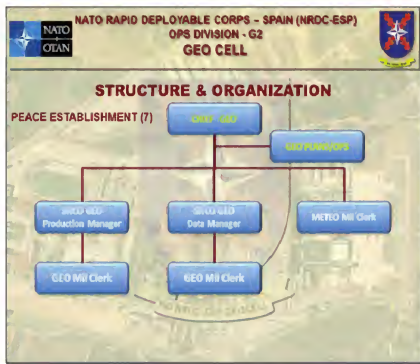 NATO RAPID DEPLOYABLE CORPS – SPAIN (NRDC-ESP)
NATO
OTAN
OPS DIVISION - G2
GEO CELL
STRUCTURE & ORGANIZATION
PEACE ESTABLISHMENT (7)
CHIEF GEO
GEO PLANS/OPS
GEO
Production Manager
GEO
Data Manager
METEO Mil Clerk
GEO Mil Clerk
GEO Mil Clerk